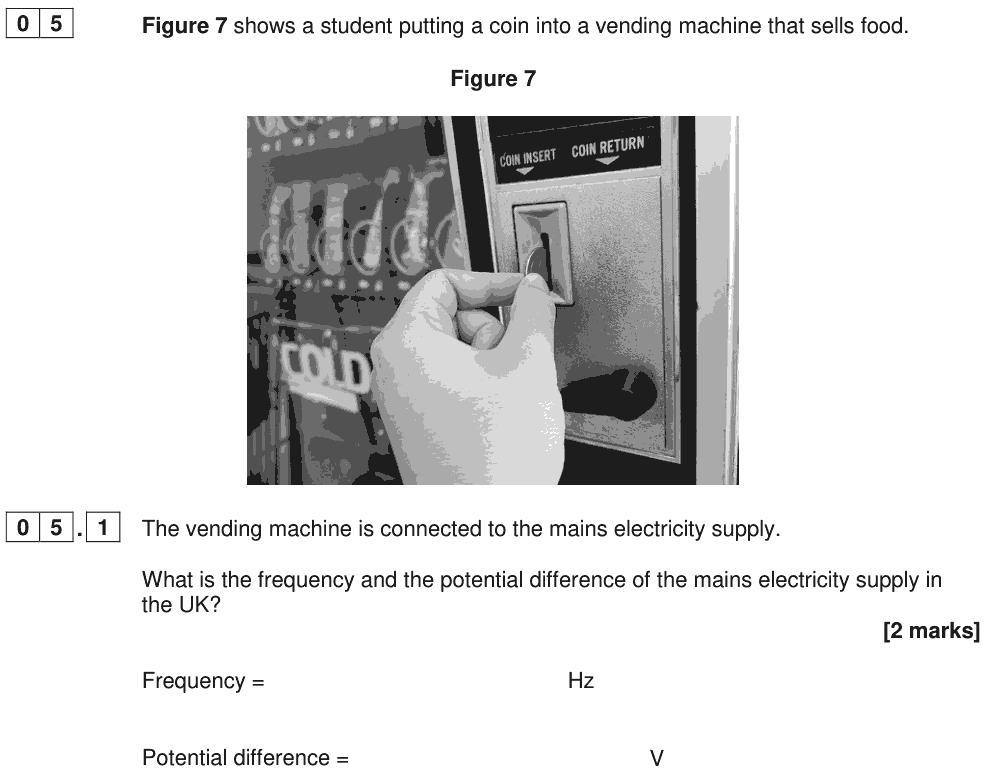 0 5 Figure 7 shows a student putting a coin into a vending machine that sells food.
Figure 7
COIN INSERT COIN RETURN
COLD
0 5 . 1 The vending machine is connected to the mains electricity supply.
What is the frequency and the potential difference of the mains electricity supply in
the UK?
[2 marks]
Frequency = Hz
Potential difference = V